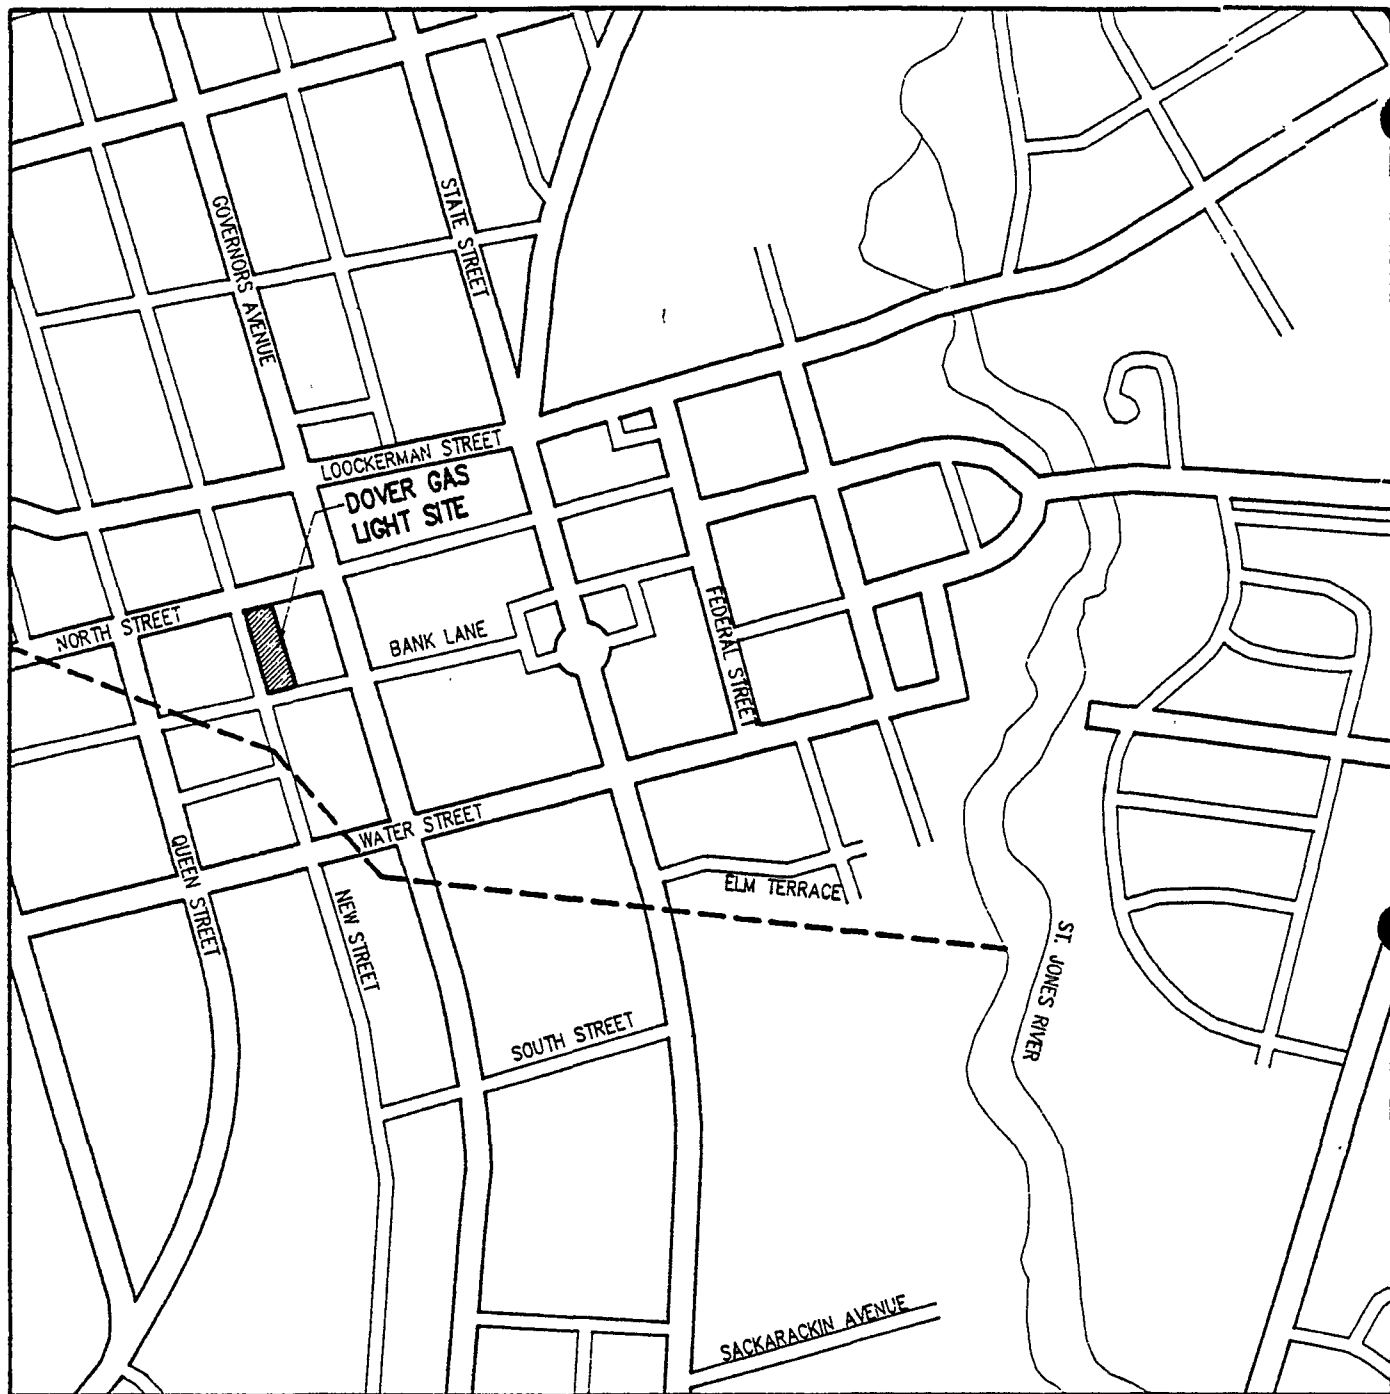 STATE STREET
GOVERNORS AVENUE
LOOCKERMAN STREET
DOVER GAS
LIGHT SITE
NORTH STREET
BANK LANE
FEDERAL STREET
WATER STREET
QUEEN STREET
NEW STREET
ELM TERRACE
ST. JONES RIVER
SOUTH STREET
SACKARACKIN AVENUE